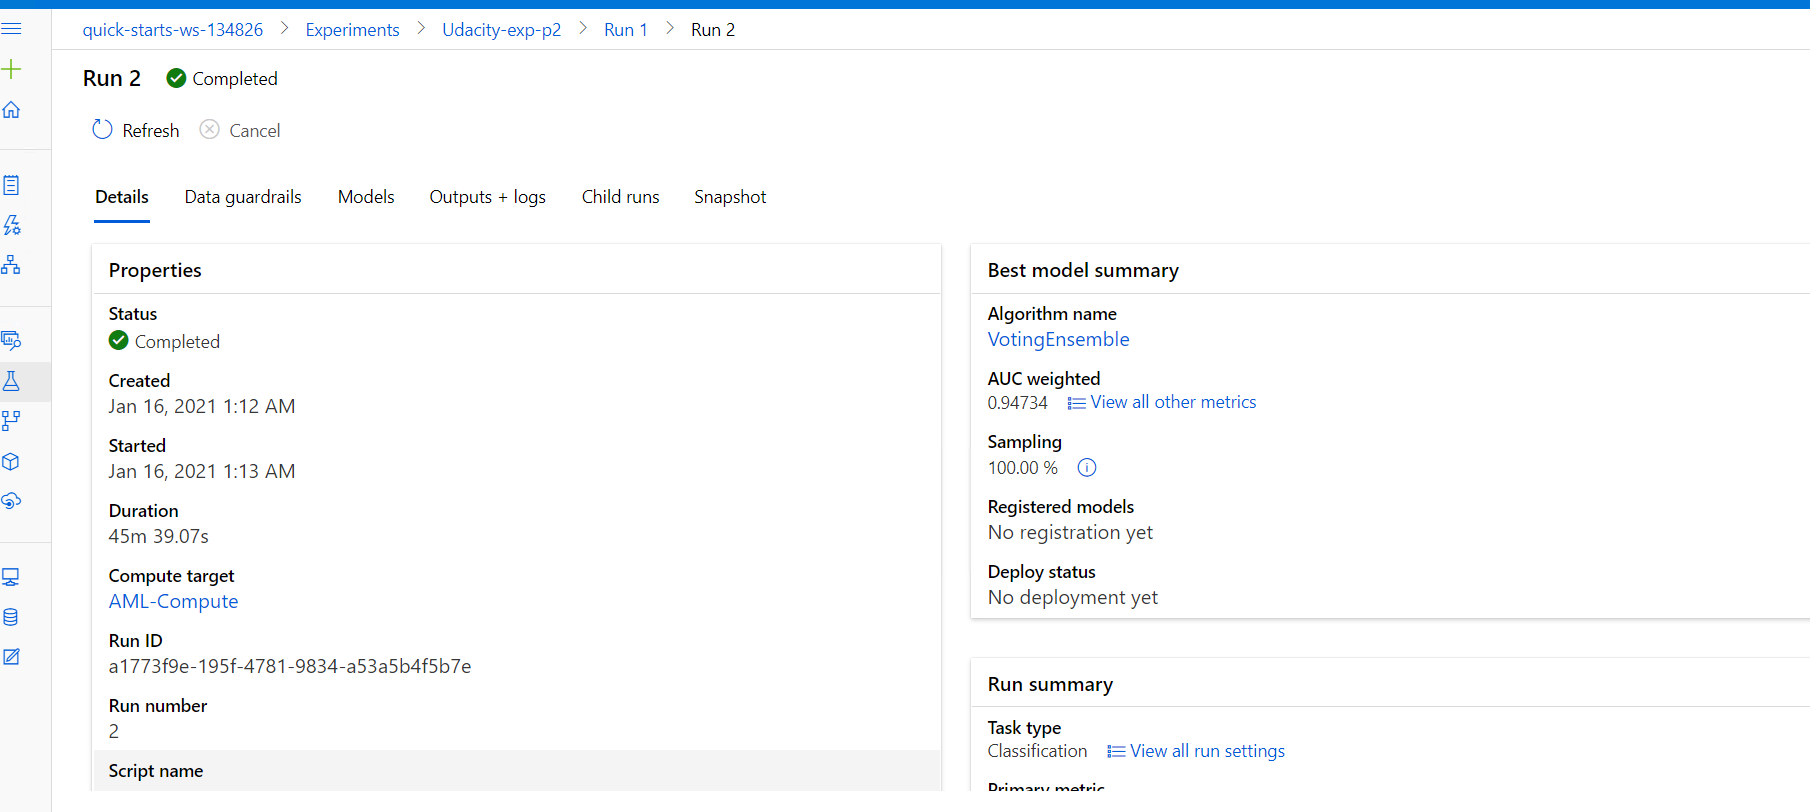 quick-starts-ws-134826 > Experiments > Udacity-exp-p2 > Run 1 > Run 2
Run 2 Completed
Refresh Cancel
Details Data guardrails Models Outputs + logs Child runs Snapshot
Properties
Status
Completed
Created
Jan 16, 2021 1:12 AM
Started
Jan 16, 2021 1:13 AM
Duration
45m 39.07s
Compute target
AML-Compute
Run ID
a1773f9e-195f-4781-9834-a53a5b4f5b7e
Run number
2
Script name
Best model summary
Algorithm name
VotingEnsemble
AUC weighted
0.94734 View all other metrics
Sampling
100.00 %
Registered models
No registration yet
Deploy status
No deployment yet
Run summary
Task type
Classification View all run settings
Primary metric